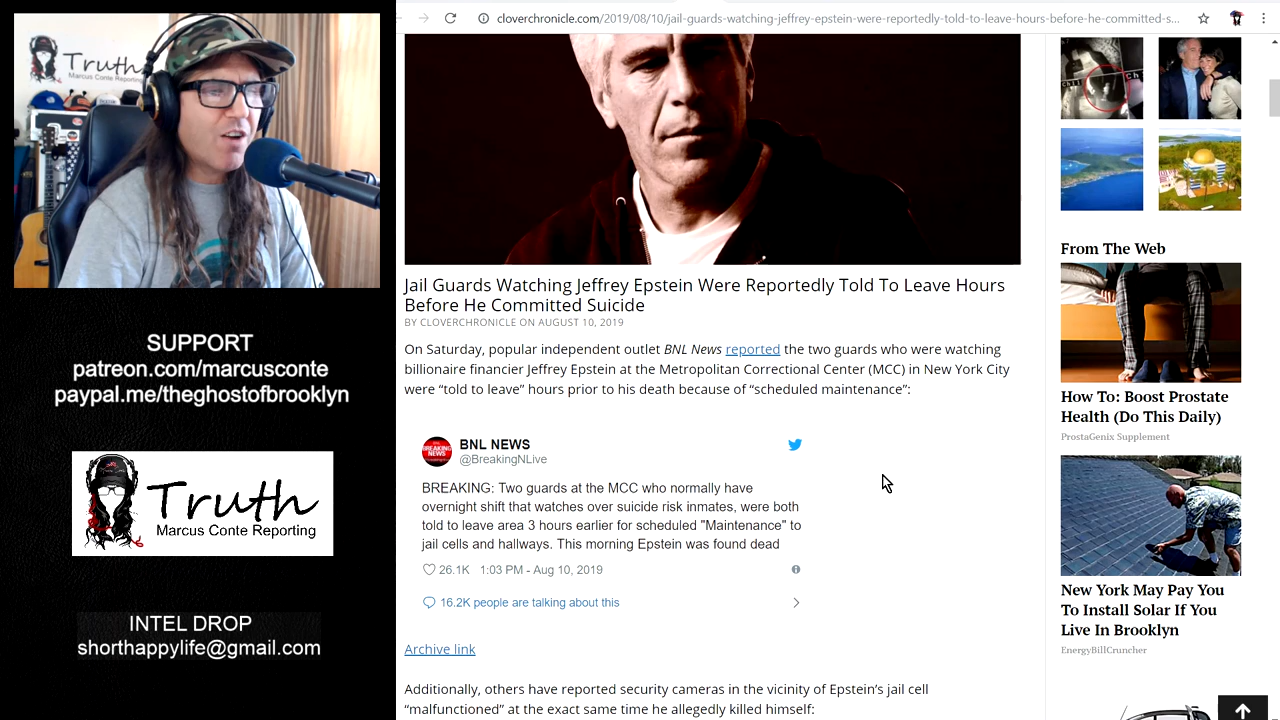 Truth
Marcus Conte Reporting
SUPPORT
patreon.com/marcusconte
paypal.me/theghostofbrooklyn
Truth
Marcus Conte Reporting
INTEL DROP
shorthappylife@gmail.com
cloverchronicle.com/2019/08/10/jail-guards-watching-jeffrey-epstein-were-reportedly-told-to-leave-hours-before-he-committed-s...
Jail Guards Watching Jeffrey Epstein Were Reportedly Told To Leave Hours
Before He Committed Suicide
BY CLOVERCHRONICLE ON AUGUST 10, 2019
On Saturday, popular independent outlet BNL News reported the two guards who were watching
billionaire financier Jeffrey Epstein at the Metropolitan Correctional Center (MCC) in New York City
were “told to leave” hours prior to his death because of “scheduled maintenance”:
BREAKING
NEWS
BNL NEWS
@BreakingNLive
BREAKING: Two guards at the MCC who normally have
overnight shift that watches over suicide risk inmates, were both
told to leave area 3 hours earlier for scheduled "Maintenance" to
jail cells and hallways. This morning Epstein was found dead
26.1K 1:03 PM - Aug 10, 2019
16.2K people are talking about this
Archive link
Additionally, others have reported security cameras in the vicinity of Epstein’s jail cell
“malfunctioned” at the exact same time he allegedly killed himself:
From The Web
How To: Boost Prostate
Health (Do This Daily)
ProstaGenix Supplement
New York May Pay You
To Install Solar If You
Live In Brooklyn
EnergyBillCruncher